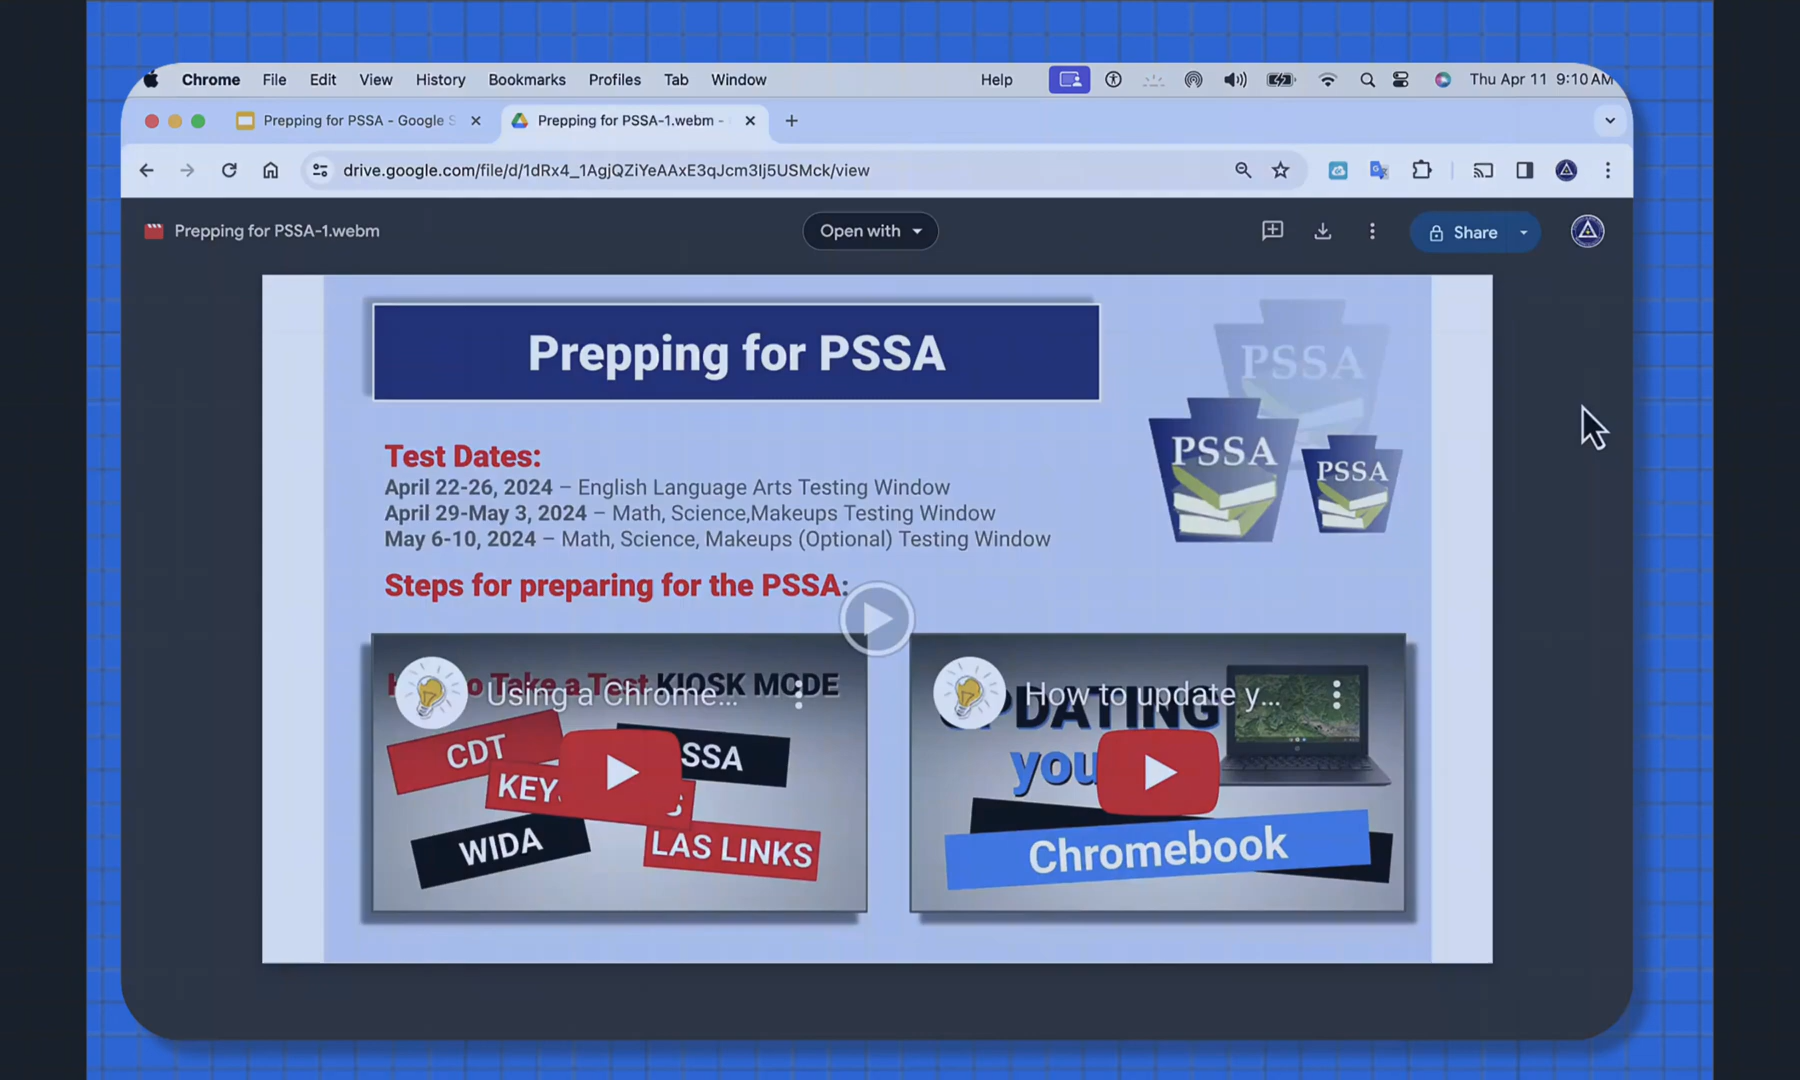 Chrome File Edit View History Bookmarks Profiles Tab Window Help Thu Apr 11 9:10 AM
Prepping for PSSA - Google S
Prepping for PSSA-1.webm -
drive.google.com/file/d/1dRx4_1AgjQZiYeAAxE3qJcm3Ij5USMck/view
Prepping for PSSA-1.webm
Open with
Share
Prepping for PSSA
PSSA
PSSA
PSSA
Test Dates:
April 22-26, 2024 – English Language Arts Testing Window
April 29-May 3, 2024 – Math, Science,Makeups Testing Window
May 6-10, 2024 – Math, Science, Makeups (Optional) Testing Window
Steps for preparing for the PSSA:
Using a Chrome...
o Take a Test KIOSK MODE
CDT
SSA
KEY
S
WIDA
LAS LINKS
How to update y...
PDATING
you
Chromebook